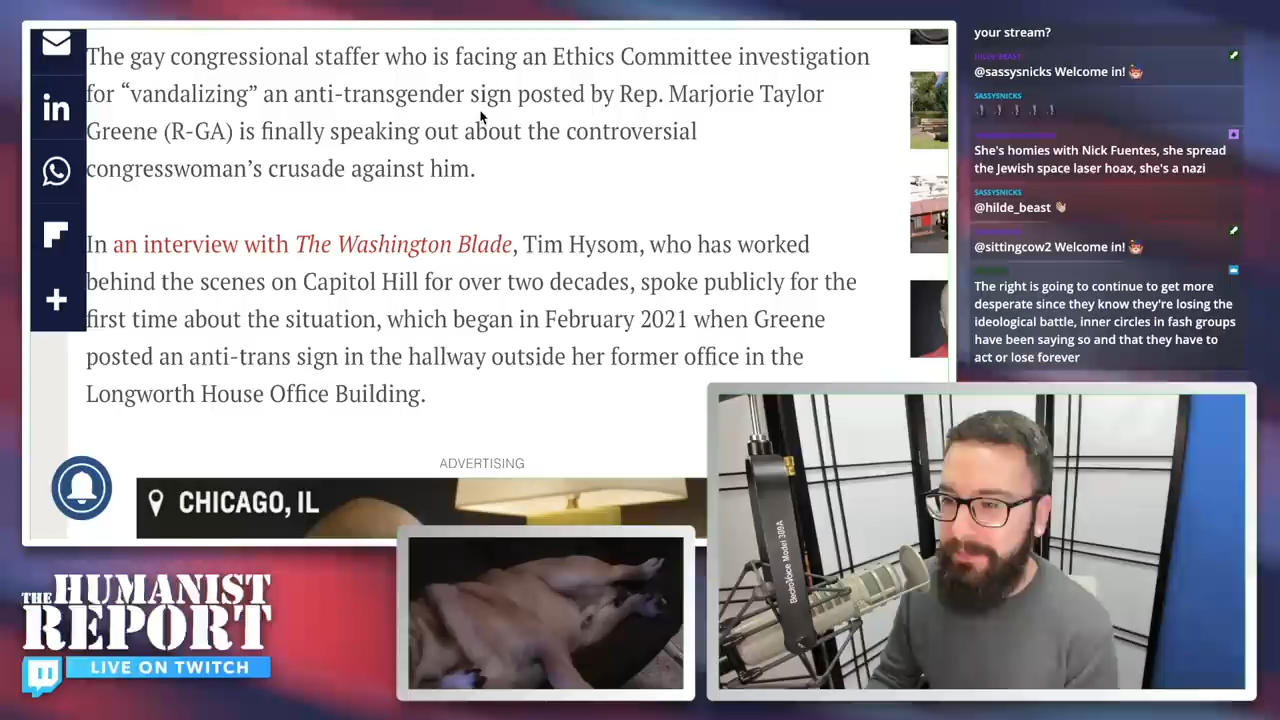 The gay congressional staffer who is facing an Ethics Committee investigation
for “vandalizing” an anti-transgender sign posted by Rep. Marjorie Taylor
Greene (R-GA) is finally speaking out about the controversial
congresswoman’s crusade against him.
In an interview with The Washington Blade, Tim Hysom, who has worked
behind the scenes on Capitol Hill for over two decades, spoke publicly for the
first time about the situation, which began in February 2021 when Greene
posted an anti-trans sign in the hallway outside her former office in the
Longworth House Office Building.
ADVERTISING
CHICAGO, IL
your stream?
HILDE_BEAST
@sassysnicks Welcome in!
SASSYSNICKS
She's homies with Nick Fuentes, she spread
the Jewish space laser hoax, she's a nazi
SASSYSNICKS
@hilde_beast
@sittingcow2 Welcome in!
The right is going to continue to get more
desperate since they know they're losing the
ideological battle, inner circles in fash groups
have been saying so and that they have to
act or lose forever
ElectroVoice Model 309A
THE HUMANIST
REPORT
LIVE ON TWITCH